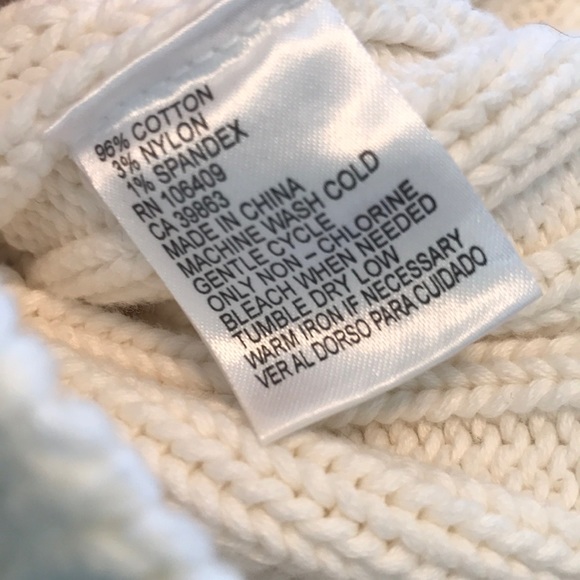 96% COTTON
3% NYLON
1% SPANDEX
RN 106409
CA 39863
MADE IN CHINA
MACHINE WASH COLD
GENTLE CYCLE
ONLY NON – CHLORINE
BLEACH WHEN NEEDED
TUMBLE DRY LOW
WARM IRON IF NECESSARY
VER AL DORSO PARA CUIDADO